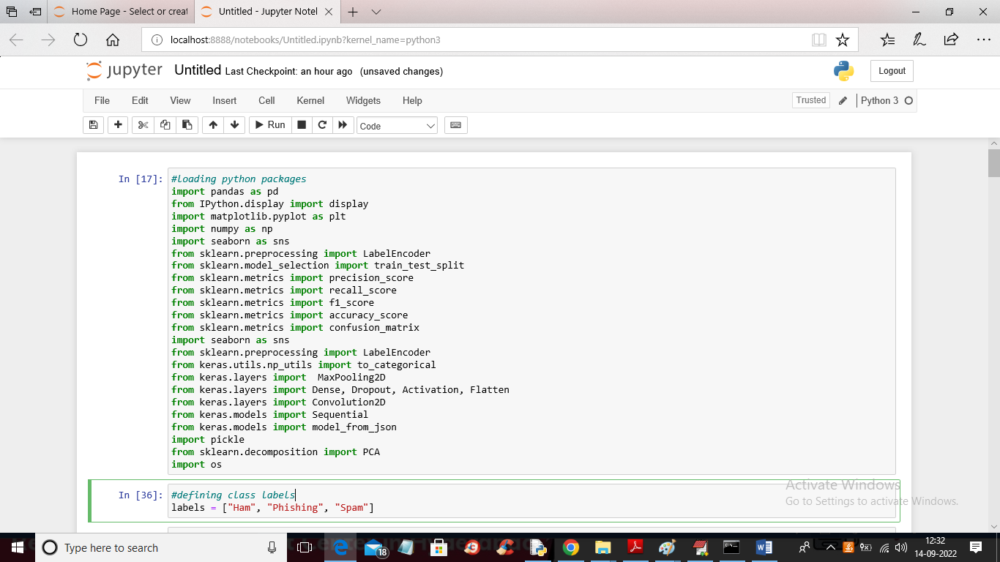 Home Page - Select or creat
Untitled - Jupyter Notel
localhost:8888/notebooks/Untitled.ipynb?kernel_name=python3
jupyter Untitled Last Checkpoint: an hour ago (unsaved changes)
Logout
File Edit View Insert Cell Kernel Widgets Help
Trusted Python 3
Run Code
In [17]: #loading python packages
import pandas as pd
from IPython.display import display
import matplotlib.pyplot as plt
import numpy as np
import seaborn as sns
from sklearn.preprocessing import LabelEncoder
from sklearn.model_selection import train_test_split
from sklearn.metrics import precision_score
from sklearn.metrics import recall_score
from sklearn.metrics import f1_score
from sklearn.metrics import accuracy_score
from sklearn.metrics import confusion_matrix
import seaborn as sns
from sklearn.preprocessing import LabelEncoder
from keras.utils.np_utils import to_categorical
from keras.layers import  MaxPooling2D
from keras.layers import Dense, Dropout, Activation, Flatten
from keras.layers import Convolution2D
from keras.models import Sequential
from keras.models import model_from_json
import pickle
from sklearn.decomposition import PCA
import os
In [36]: #defining class labels
labels = ["Ham", "Phishing", "Spam"]
Activate Windows
Go to Settings to activate Windows.
Type here to search
18
12:32
14-09-2022